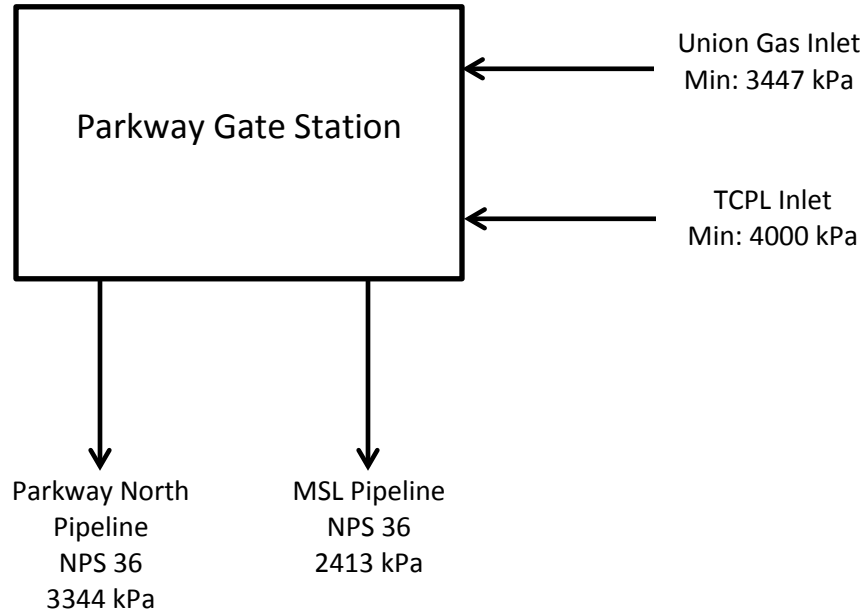 Parkway Gate Station
Union Gas Inlet
Min: 3447 kPa
TCPL Inlet
Min: 4000 kPa
Parkway North
Pipeline
NPS 36
3344 kPa
MSL Pipeline
NPS 36
2413 kPa